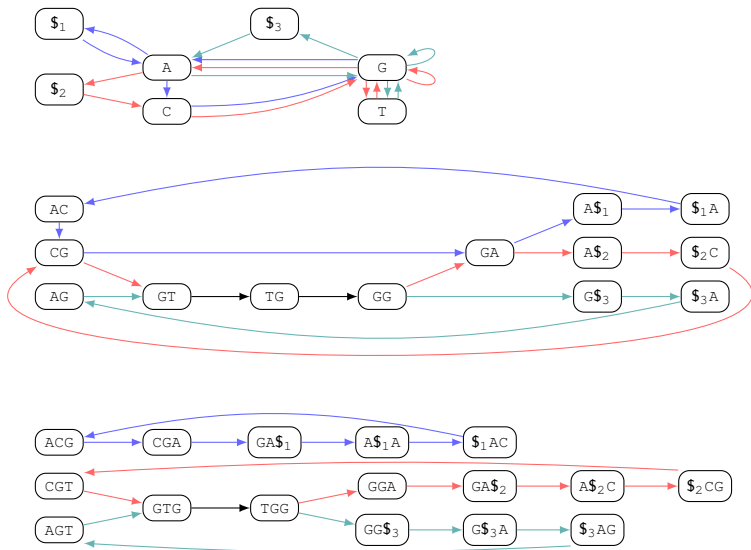 $₁ $₃
A G
$₂
C T
AC A$₁ $₁A
CG GA A$₂ $₂C
AG GT TG GG G$₃ $₃A
ACG CGA GA$₁ A$₁A $₁AC
CGT GGA GA$₂ A$₂C $₂CG
GTG TGG
AGT GG$₃ G$₃A $₃AG